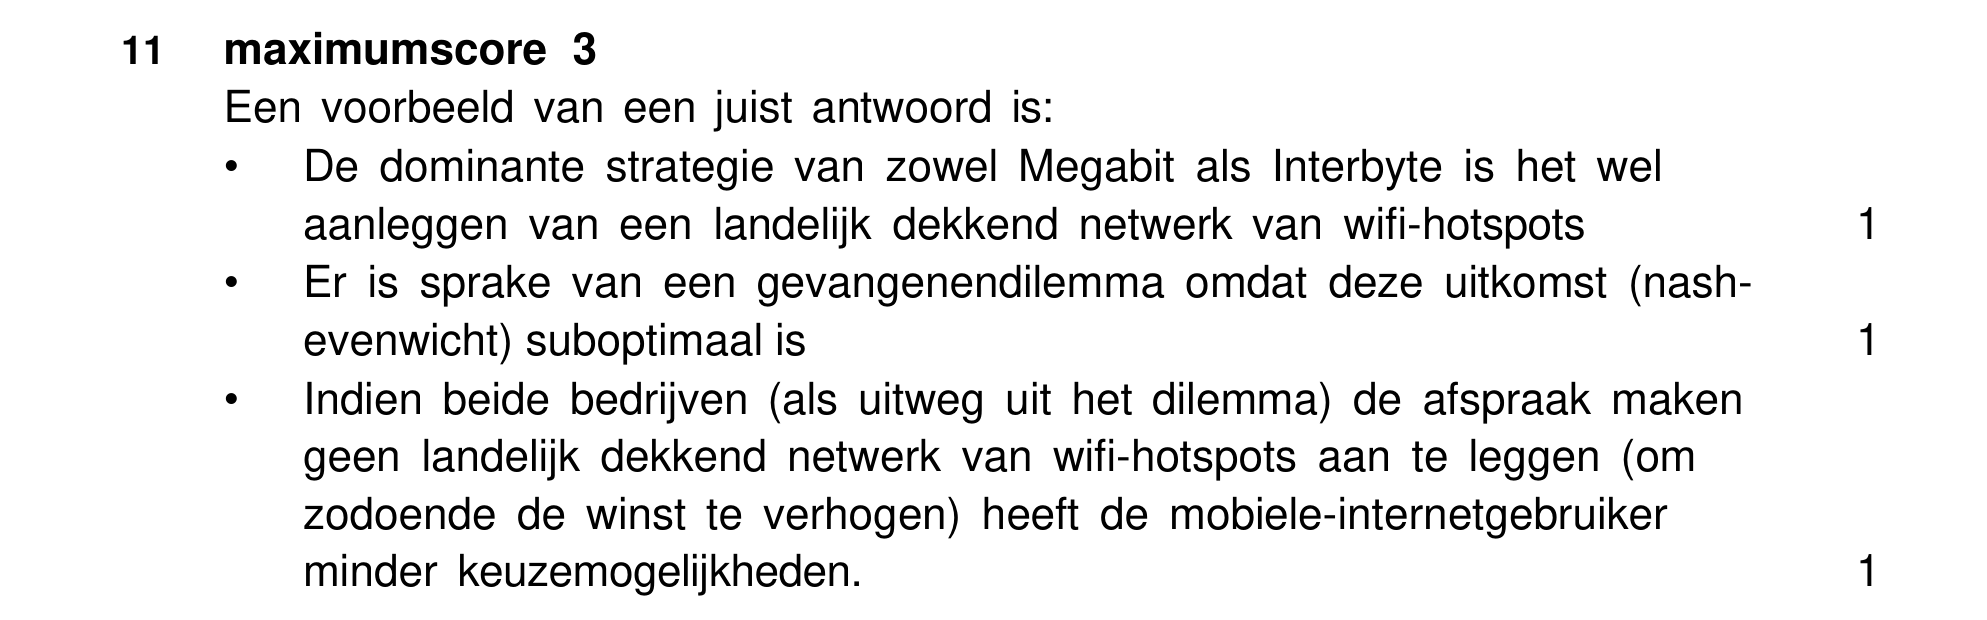 11 maximumscore 3
Een voorbeeld van een juist antwoord is:
• De dominante strategie van zowel Megabit als Interbyte is het wel
aanleggen van een landelijk dekkend netwerk van wifi-hotspots 1
• Er is sprake van een gevangenendilemma omdat deze uitkomst (nash-
evenwicht) suboptimaal is 1
• Indien beide bedrijven (als uitweg uit het dilemma) de afspraak maken
geen landelijk dekkend netwerk van wifi-hotspots aan te leggen (om
zodoende de winst te verhogen) heeft de mobiele-internetgebruiker
minder keuzemogelijkheden. 1